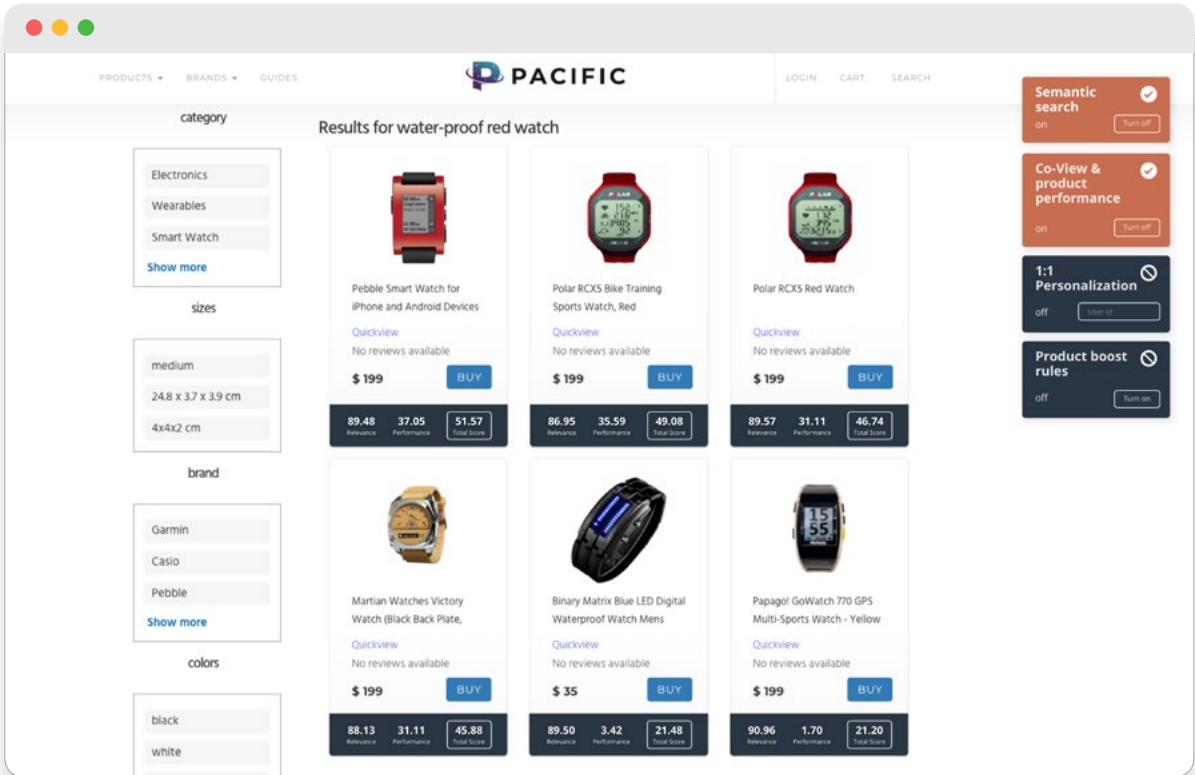 PRODUCTS
BRANDS
GUIDES
PACIFIC
LOGIN
CART
SEARCH
category
Electronics
Wearables
Smart Watch
Show more
sizes
medium
24.8 x 3.7 x 3.9 cm
4x4x2 cm
brand
Garmin
Casio
Pebble
Show more
colors
black
white
Results for water-proof red watch
Pebble Smart Watch for
iPhone and Android Devices
Quickview
No reviews available
$ 199
BUY
89.48
Relevance
37.05
Performance
51.57
Total Score
Polar RCX5 Bike Training
Sports Watch, Red
Quickview
No reviews available
$ 199
BUY
86.95
Relevance
35.59
Performance
49.08
Total Score
Polar RCX5 Red Watch
Quickview
No reviews available
$ 199
BUY
89.57
Relevance
31.11
Performance
46.74
Total Score
Martian Watches Victory
Watch (Black Back Plate,
Quickview
No reviews available
$ 199
BUY
88.13
Relevance
31.11
Performance
45.88
Total Score
Binary Matrix Blue LED Digital
Waterproof Watch Mens
Quickview
No reviews available
$ 35
BUY
89.50
Relevance
3.42
Performance
21.48
Total Score
15
55
Papago! GoWatch 770 GPS
Multi-Sports Watch - Yellow
Quickview
No reviews available
$ 199
BUY
90.96
Relevance
1.70
Performance
21.20
Total Score
Semantic
search
on
Turn off
Co-View &
product
performance
on
Turn off
1:1
Personalization
off
User id
Product boost
rules
off
Turn on